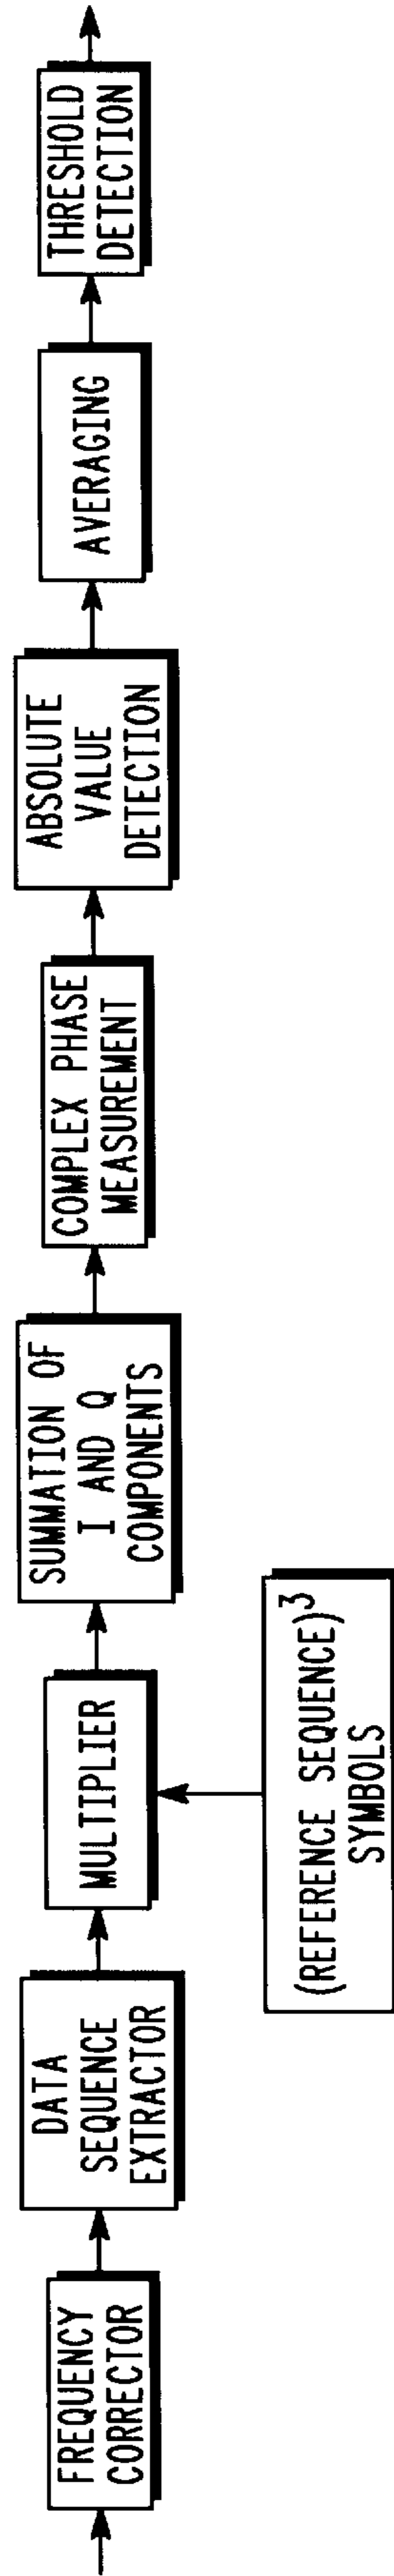 FREQUENCY
CORRECTOR
DATA
SEQUENCE
EXTRACTOR
MULTIPLIER
(REFERENCE SEQUENCE)³
SYMBOLS
SUMMATION OF
I AND Q
COMPONENTS
COMPLEX PHASE
MEASUREMENT
ABSOLUTE
VALUE
DETECTION
AVERAGING
THRESHOLD
DETECTION